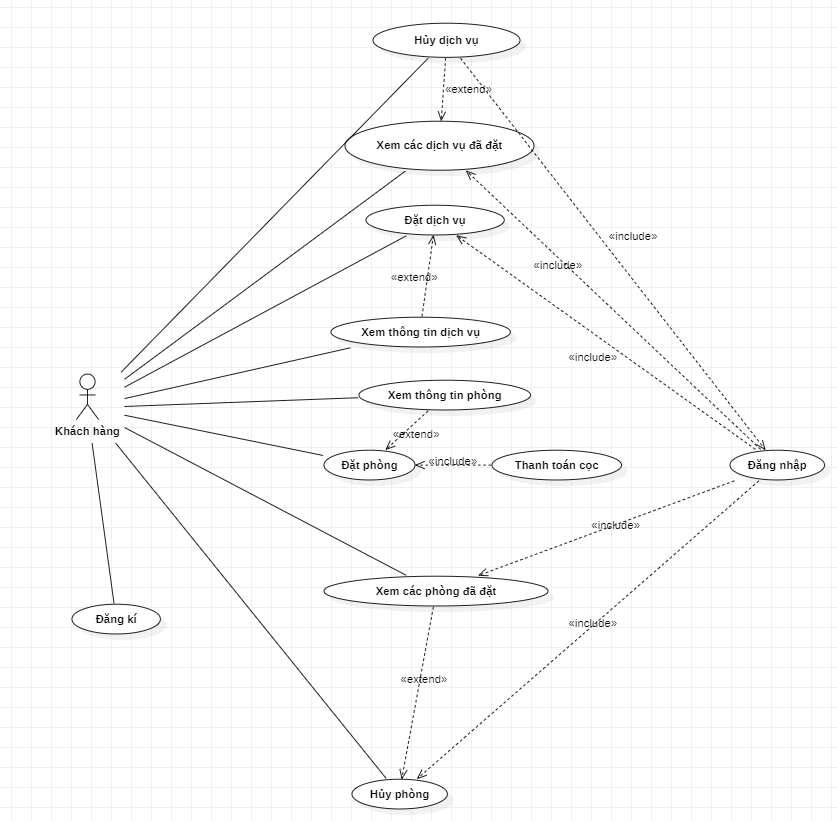 Hủy dịch vụ
«extend»
Xem các dịch vụ đã đặt
Đặt dịch vụ
«include»
«include»
«extend»
Xem thông tin dịch vụ
«include»
Xem thông tin phòng
Khách hàng
«extend»
Đặt phòng
«include»
Thanh toán cọc
Đăng nhập
«include»
Xem các phòng đã đặt
Đăng kí
«include»
«extend»
Hủy phòng